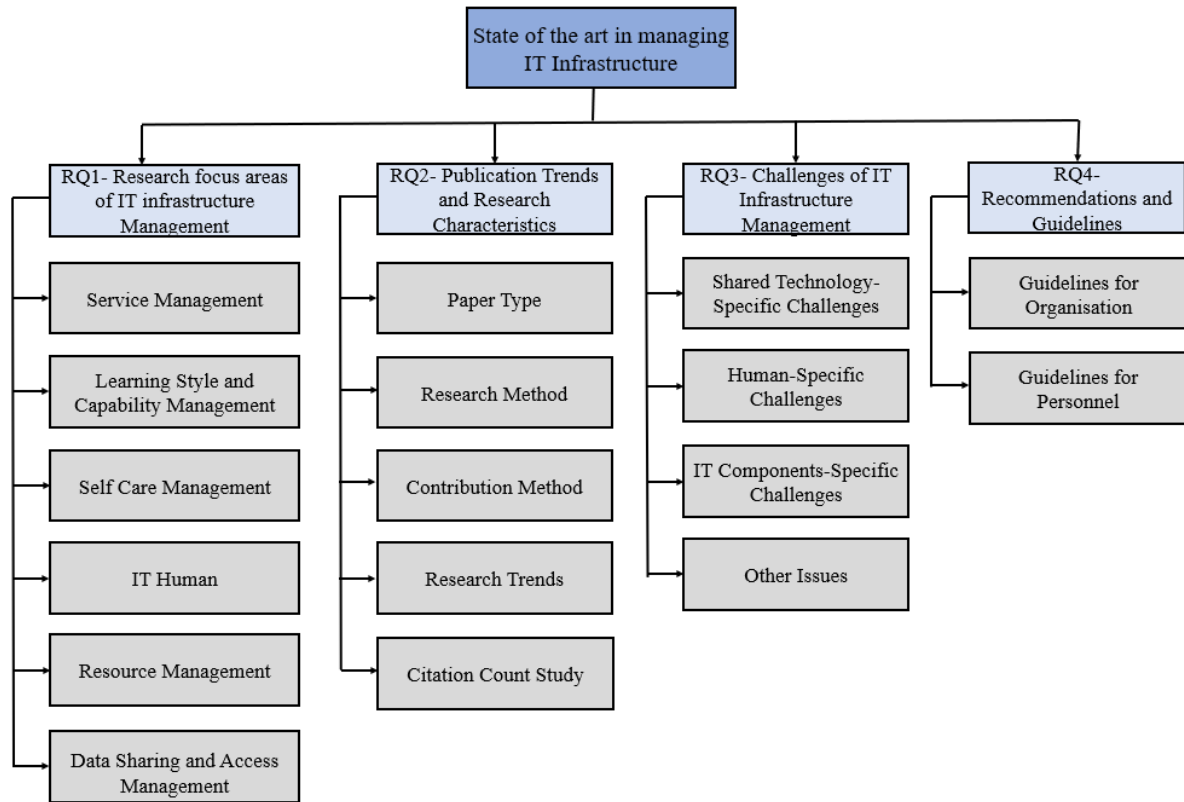 State of the art in managing
IT Infrastructure
RQ1- Research focus areas
of IT infrastructure
Management
Service Management
Learning Style and
Capability Management
Self Care Management
IT Human
Resource Management
Data Sharing and Access
Management
RQ2- Publication Trends
and Research
Characteristics
Paper Type
Research Method
Contribution Method
Research Trends
Citation Count Study
RQ3- Challenges of IT
Infrastructure
Management
Shared Technology-
Specific Challenges
Human-Specific
Challenges
IT Components-Specific
Challenges
Other Issues
RQ4-
Recommendations and
Guidelines
Guidelines for
Organisation
Guidelines for
Personnel